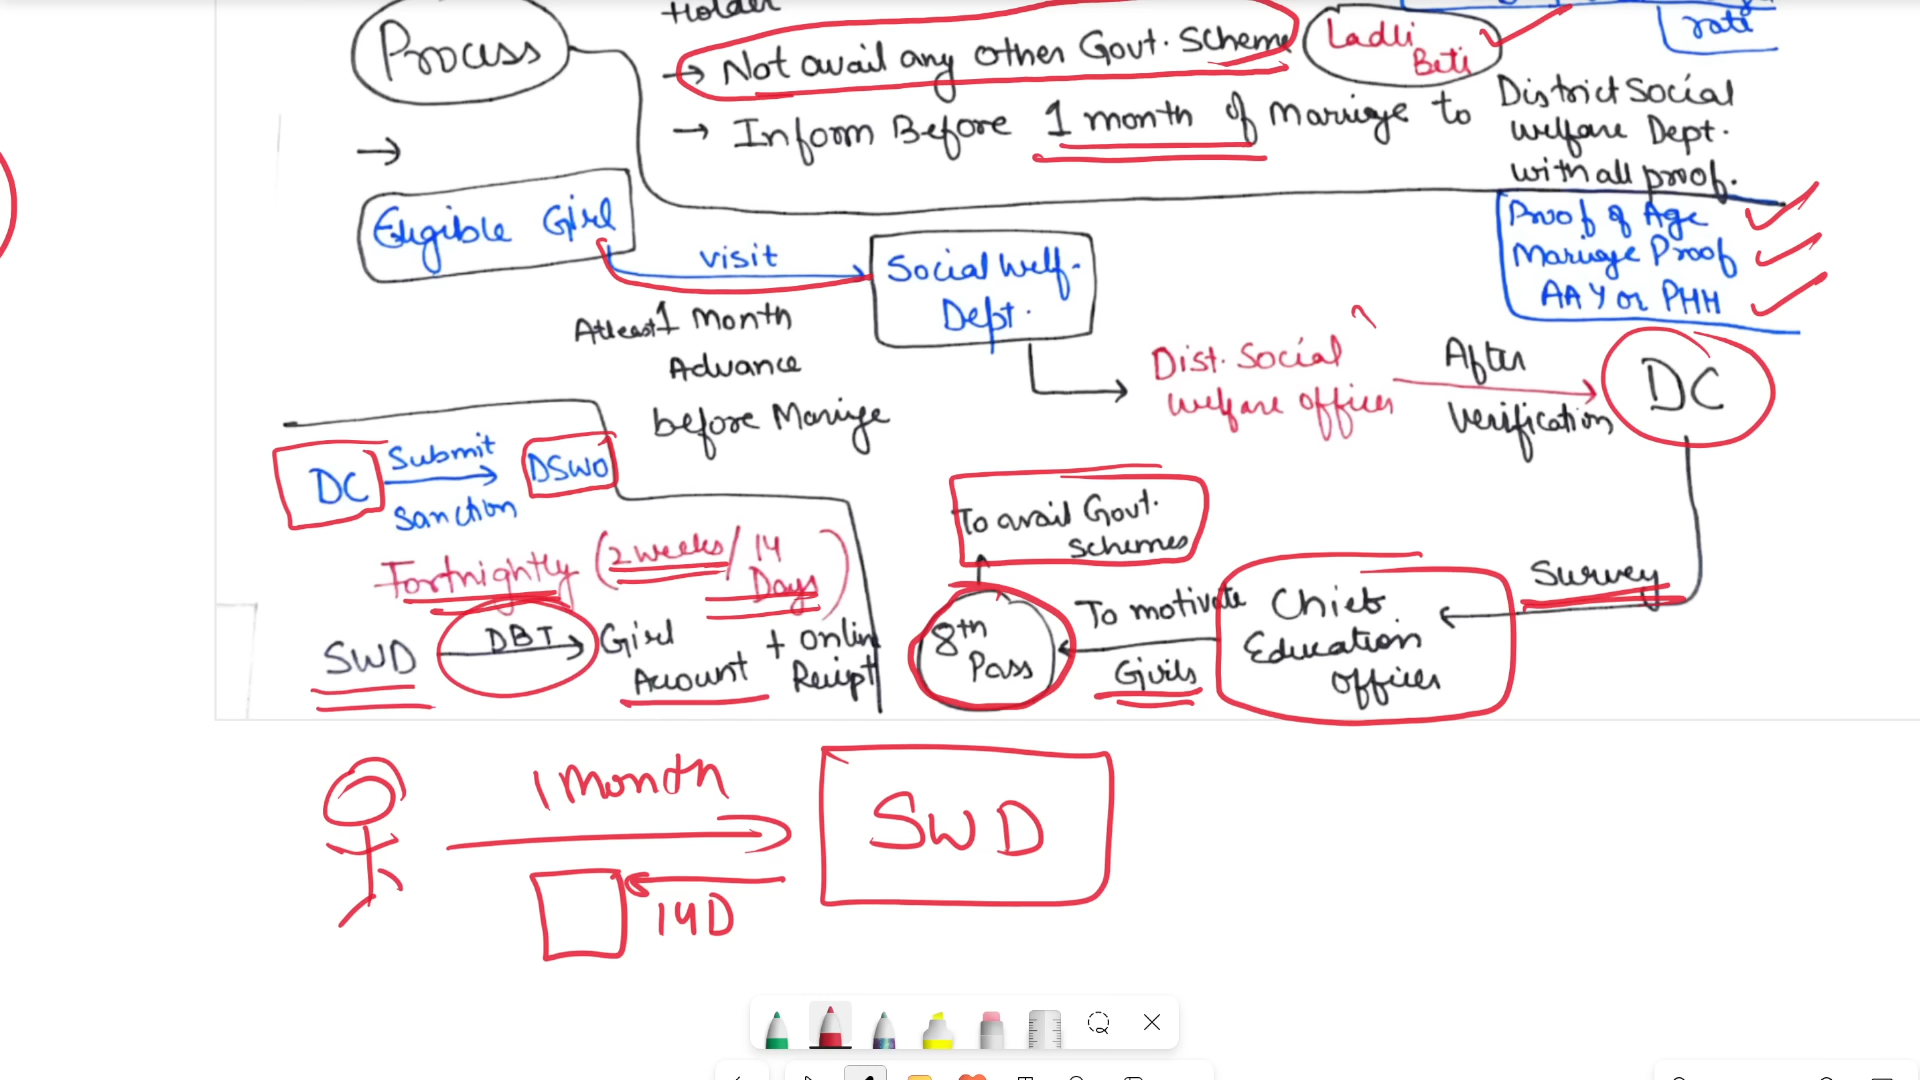 Holder
Process
→ Not avail any other Govt. Scheme
Ladli
Beti
rate
→ Inform Before 1 month of Marriage to
District Social
welfare Dept.
with all proof.
→
Eligible Girl
visit
Social Welf.
Dept.
Proof of Age
Marriage Proof
AAY or PHH
Atleast 1 Month
Advance
before Marriage
Dist. Social
welfare officer
After
Verification
DC
DC
Submit
Sanction
DSWO
Fortnightly (2 weeks/ 14
Days)
To avail Govt.
Schemes
Survey
SWD
DBT
Girl
Account
+ Online
Receipt
8th
Pass
To motivate
Girls
Chief
Education
officer
1 Month
SWD
14D